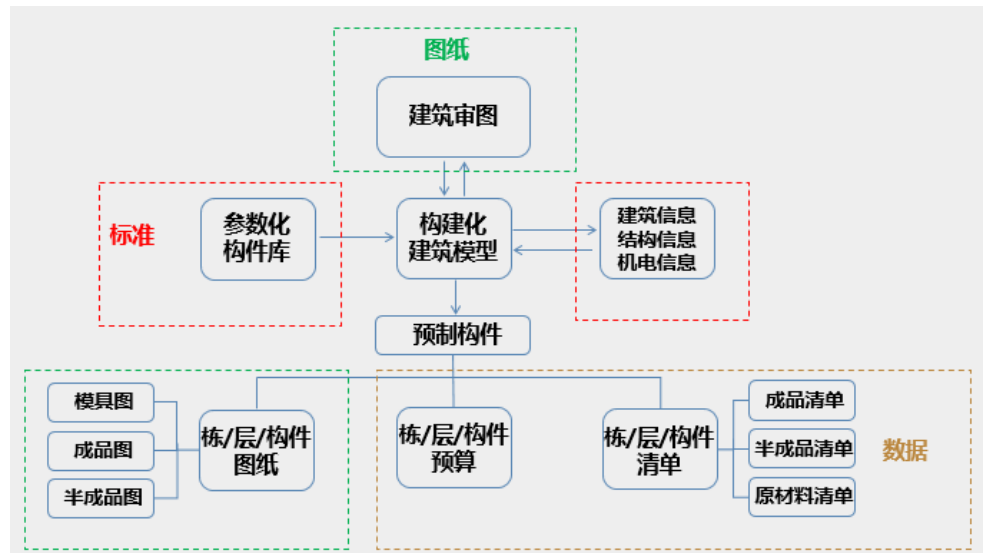 图纸
建筑审图
标准
参数化
构件库
构建化
建筑模型
建筑信息
结构信息
机电信息
预制构件
模具图
成品图
半成品图
栋/层/构件
图纸
栋/层/构件
预算
栋/层/构件
清单
成品清单
半成品清单
原材料清单
数据